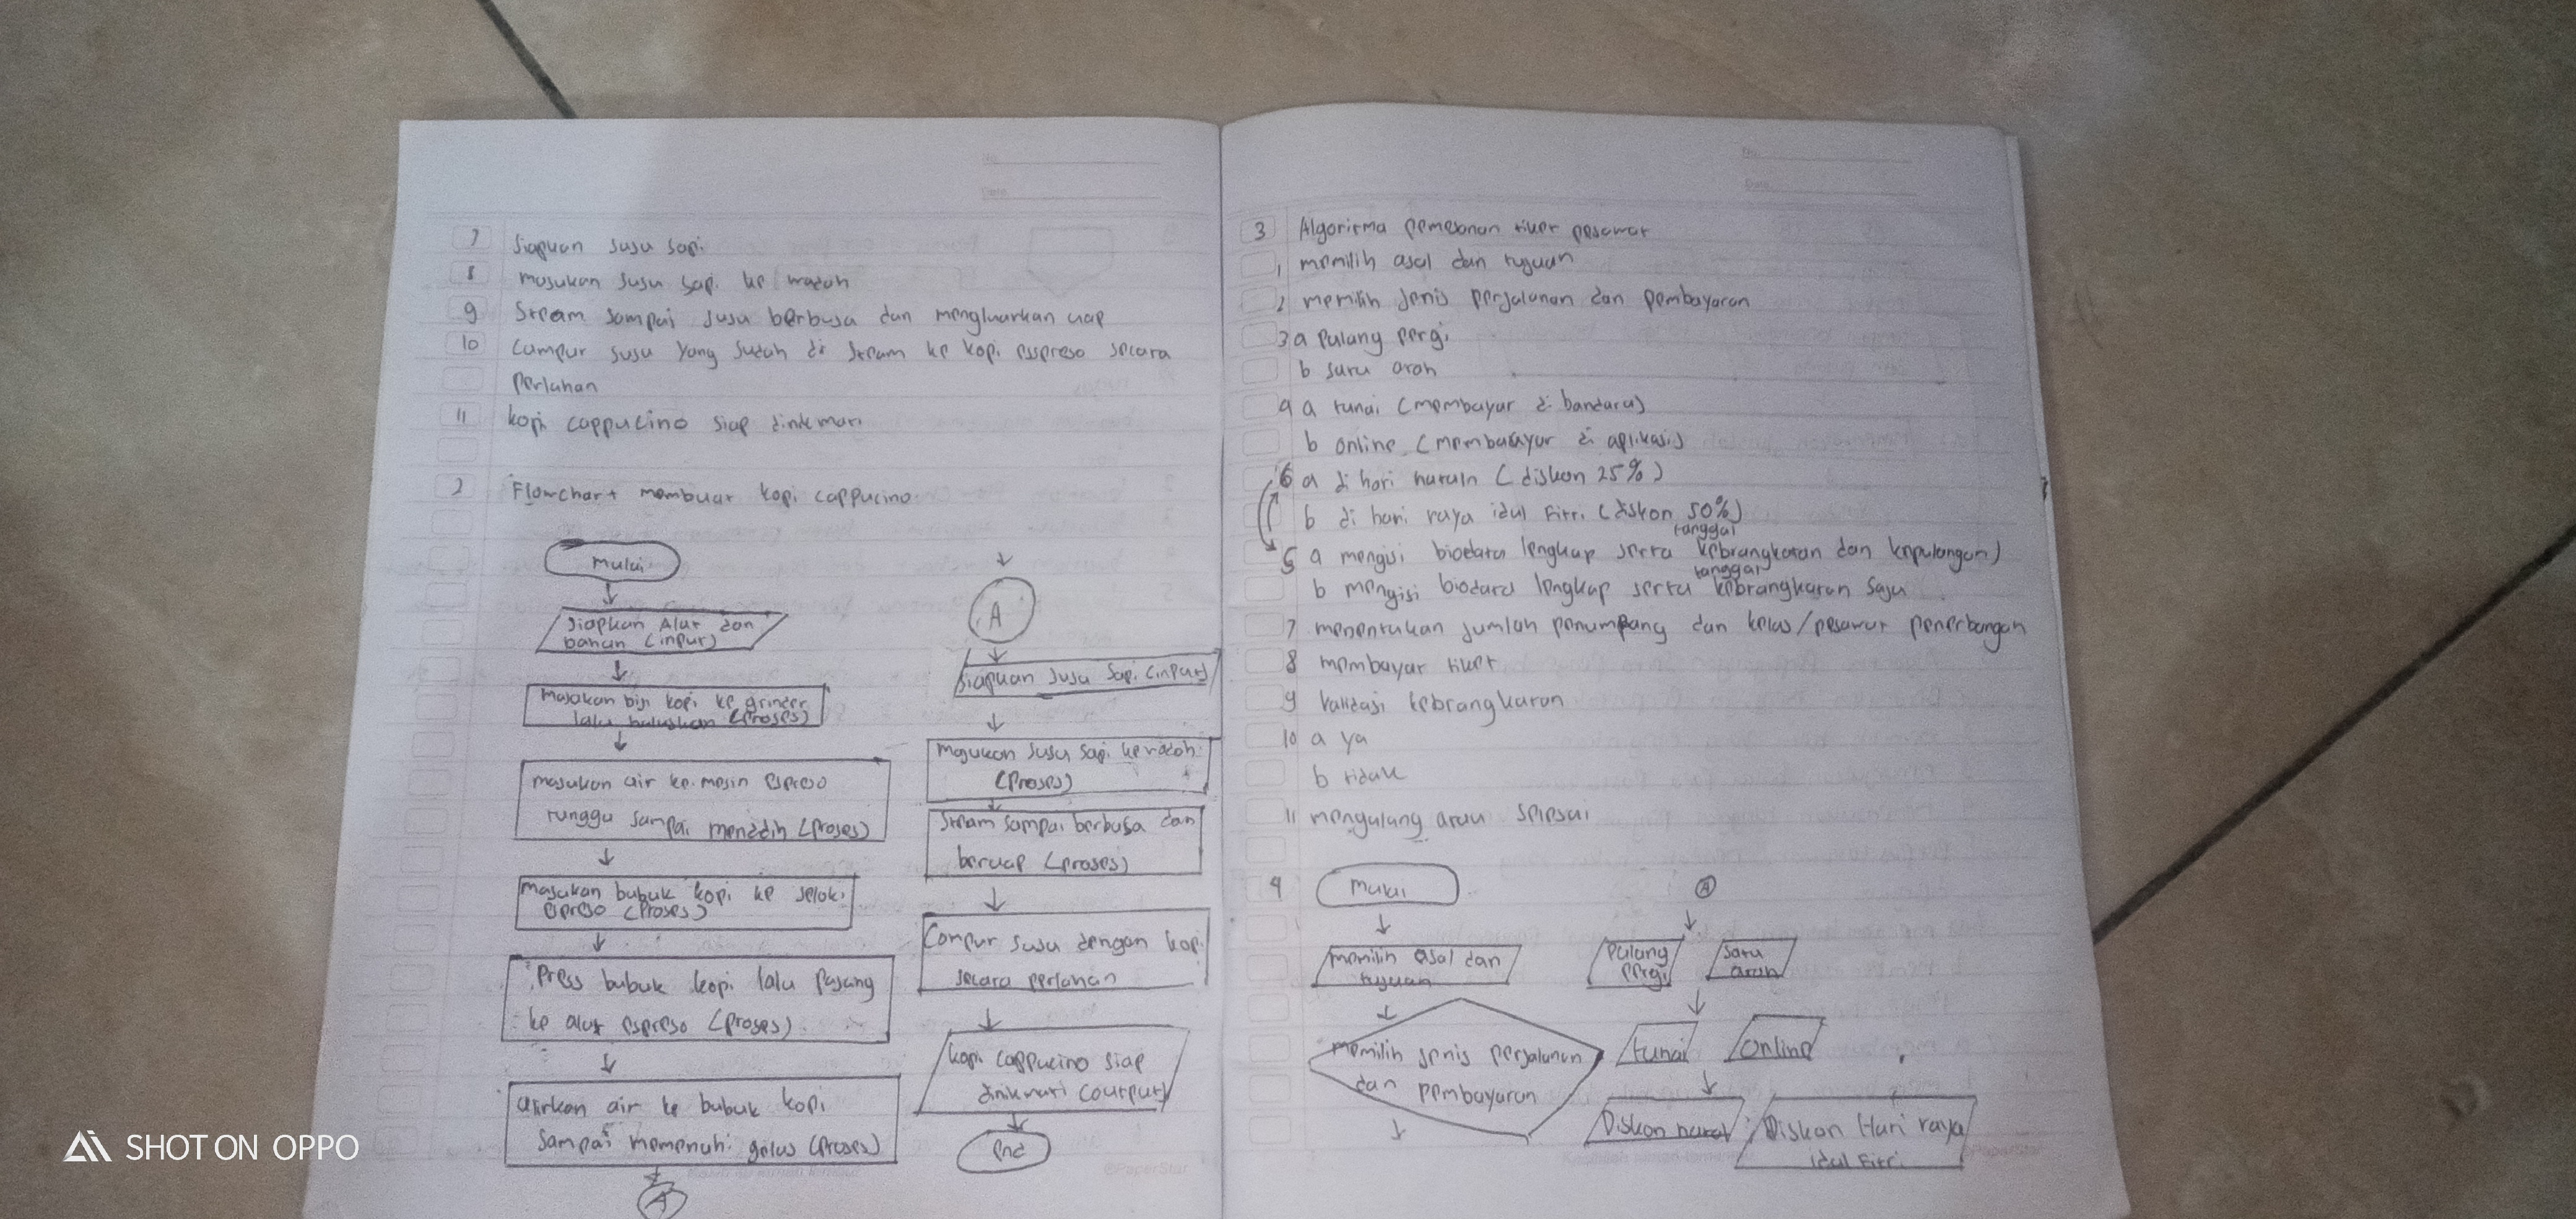 7 Siapkan susu sapi
8 masukan susu sapi ke wadah
9 Steam sampai susu berbusa dan mengluarkan uap
10 Campur susu yang sudah di steam ke kopi esspreso secara
perlahan
11 kopi cappucino siap dinikmati
2 Flowchart membuat kopi cappucino
mulai
Siapkan Alat dan
bahan (input)
Masukan biji kopi ke grinder
lalu haluskan (Proses)
masukan air ke mesin espreso
tunggu sampai mendidih (proses)
masukan bubuk kopi ke
espreso (Proses)
Press bubuk kopi lalu pasang
ke alat espreso (proses)
alirkan air ke bubuk kopi
sampai memenuhi gelas (proses)
A
A
Siapkan susu sapi (input)
Masukan susu sapi ke wadah
(Proses)
Steam sampai berbusa dan
beruap (proses)
Campur susu dengan kopi
secara perlahan
kopi cappucino siap
dinikmati (output)
End
3 Algoritma pemesanan tiket pesawat
1 memilih asal dan tujuan
2 memilih jenis perjalanan dan pembayaran
3 a pulang pergi
b satu arah
4 a tunai (membayar di bandara)
b online (membayar di aplikasi)
6 a di hari nataln (diskon 25%)
b di hari raya idul Fitri (diskon 50%)
tanggal
5 a mengisi biodata lengkap serta kebrangkatan dan kepulangan)
tanggal
b mengisi biodata lengkap serta kebrangkatan saja
7 menentukan jumlah penumpang dan kelas/pesawat penerbangan
8 membayar tiket
9 Validasi kebrangkatan
10 a ya
b tidak
11 mengulang atau selesai
4 Mulai
memilih asal dan
tujuan
memilih jenis perjalanan
dan pembayaran
A
Pulang
pergi
Satu
arah
tunai
Online
Diskon natal
Diskon Hari raya
idul Fitri
PaperStar
SHOT ON OPPO